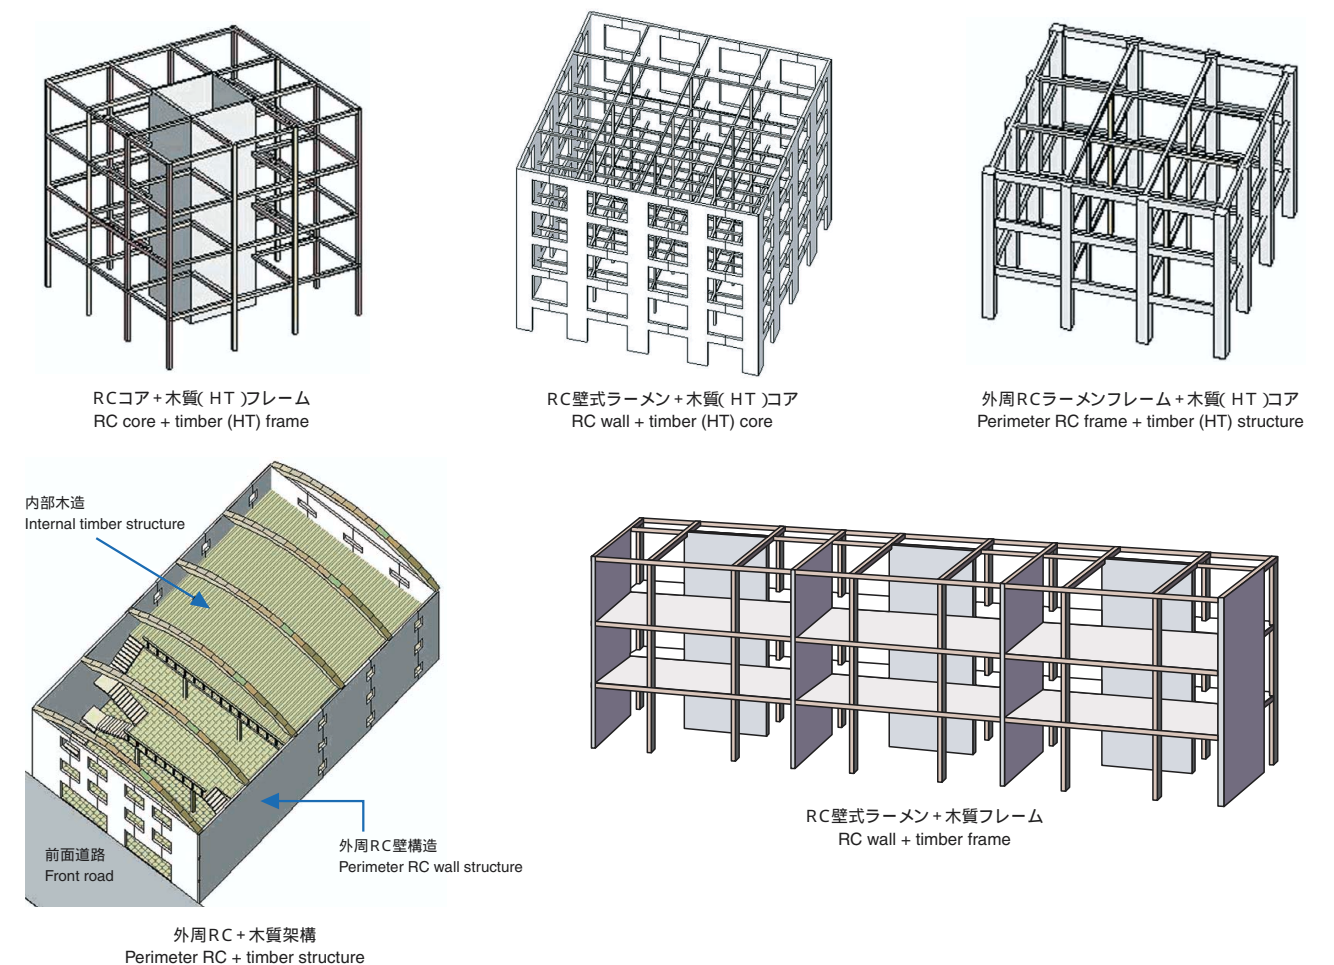 RCコア+木質(HT)フレーム
RC core + timber (HT) frame
RC壁式ラーメン+木質(HT)コア
RC wall + timber (HT) core
外周RCラーメンフレーム+木質(HT)コア
Perimeter RC frame + timber (HT) structure
内部木造
Internal timber structure
外周RC壁構造
Perimeter RC wall structure
前面道路
Front road
外周RC+木質架構
Perimeter RC + timber structure
RC壁式ラーメン+木質フレーム
RC wall + timber frame